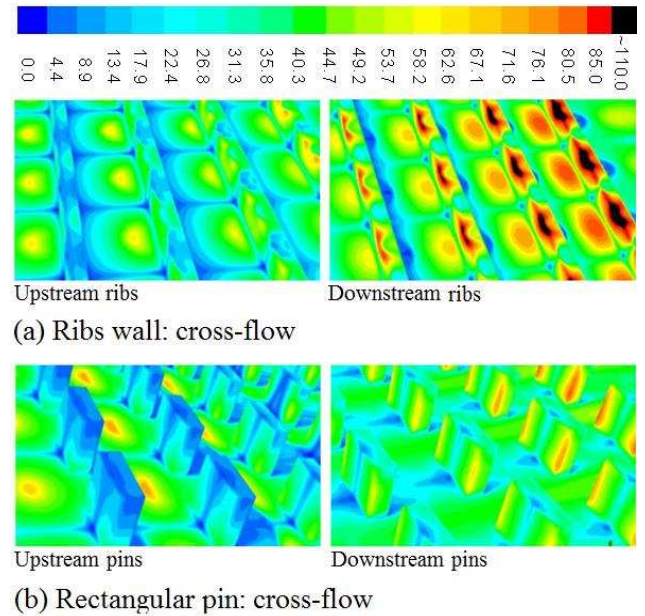 0.0 4.4 8.9 13.4 17.9 22.4 26.8 31.3 35.8 40.3 44.7 49.2 53.7 58.2 62.6 67.1 71.6 76.1 80.5 85.0 ~110.0
Upstream ribs Downstream ribs
(a) Ribs wall: cross-flow
Upstream pins Downstream pins
(b) Rectangular pin: cross-flow